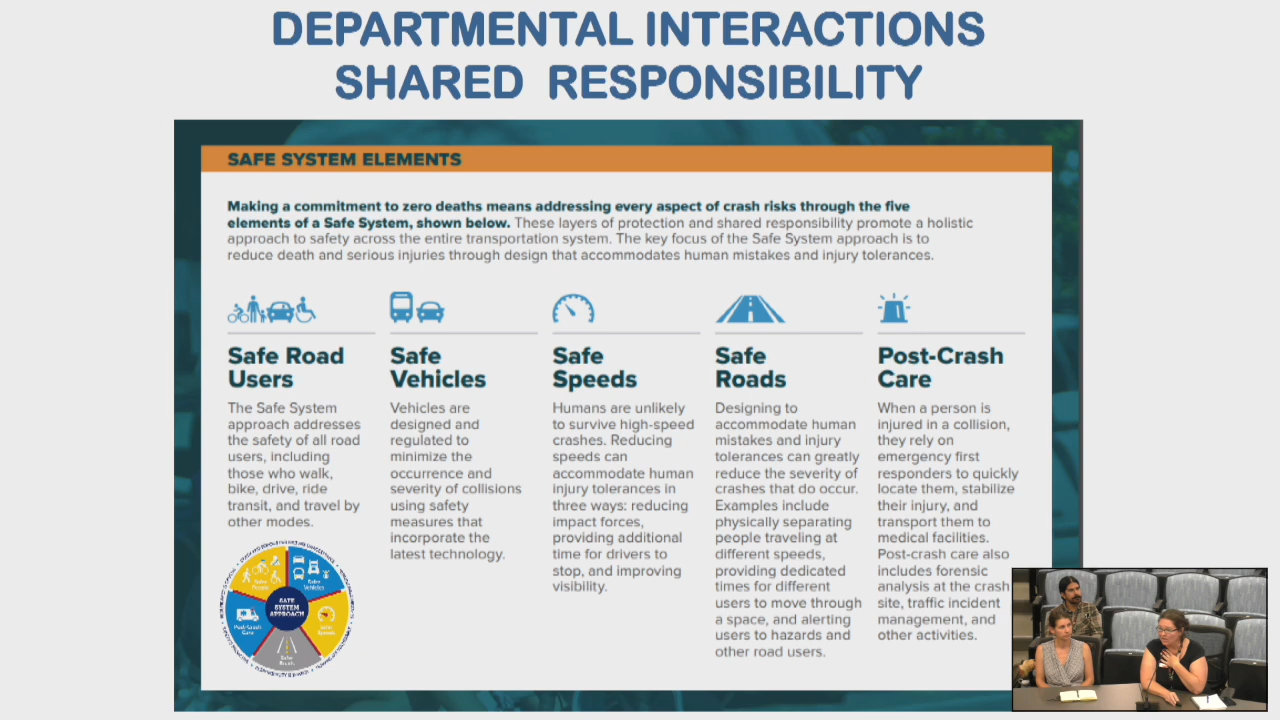 DEPARTMENTAL INTERACTIONS
SHARED RESPONSIBILITY
SAFE SYSTEM ELEMENTS
Making a commitment to zero deaths means addressing every aspect of crash risks through the five
elements of a Safe System, shown below. These layers of protection and shared responsibility promote a holistic
approach to safety across the entire transportation system. The key focus of the Safe System approach is to
reduce death and serious injuries through design that accommodates human mistakes and injury tolerances.
Safe Road
Users
The Safe System
approach addresses
the safety of all road
users, including
those who walk,
bike, drive, ride
transit, and travel by
other modes.
Safe
Vehicles
Vehicles are
designed and
regulated to
minimize the
occurrence and
severity of collisions
using safety
measures that
incorporate the
latest technology.
Safe
Speeds
Humans are unlikely
to survive high-speed
crashes. Reducing
speeds can
accommodate human
injury tolerances in
three ways: reducing
impact forces,
providing additional
time for drivers to
stop, and improving
visibility.
Safe
Roads
Designing to
accommodate human
mistakes and injury
tolerances can greatly
reduce the severity of
crashes that do occur.
Examples include
physically separating
people traveling at
different speeds,
providing dedicated
times for different
users to move through
a space, and alerting
users to hazards and
other road users.
Post-Crash
Care
When a person is
injured in a collision,
they rely on
emergency first
responders to quickly
locate them, stabilize
their injury, and
transport them to
medical facilities.
Post-crash care also
includes forensic
analysis at the crash
site, traffic incident
management, and
other activities.
Safe
Safe
Vehicles
SAFE
SYSTEM
APPROACH
Post-Crash
Care
Safe
Speeds
Safe
Roads